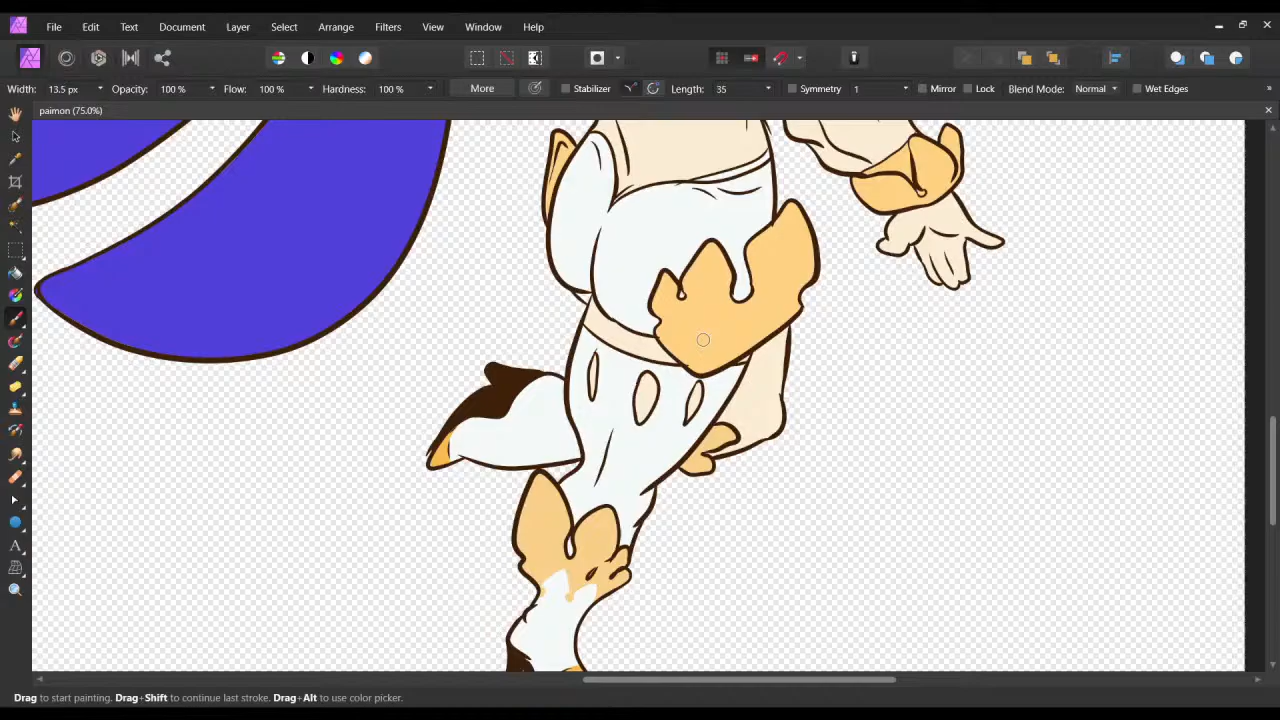 File Edit Text Document Layer Select Arrange Filters View Window Help
Width: 13.5 px Opacity: 100 % Flow: 100 % Hardness: 100 % More Stabilizer Length: 35 Symmetry 1 Mirror Lock Blend Mode: Normal Wet Edges
paimon (75.0%)
Drag to start painting. Drag+Shift to continue last stroke. Drag+Alt to use color picker.